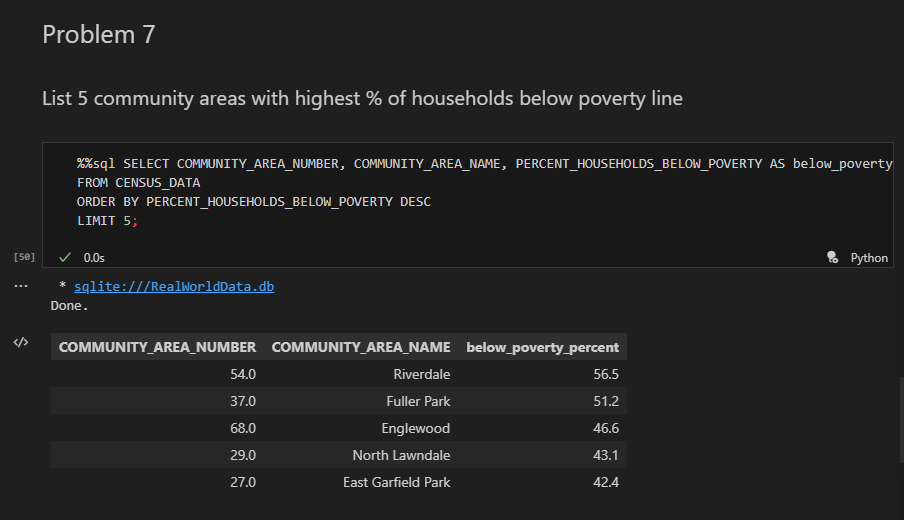 Problem 7
List 5 community areas with highest % of households below poverty line
%%sql SELECT COMMUNITY_AREA_NUMBER, COMMUNITY_AREA_NAME, PERCENT_HOUSEHOLDS_BELOW_POVERTY AS below_poverty
FROM CENSUS_DATA
ORDER BY PERCENT_HOUSEHOLDS_BELOW_POVERTY DESC
LIMIT 5;
[50] ✓ 0.0s Python
... * sqlite:///RealWorldData.db
Done.
</> COMMUNITY_AREA_NUMBER COMMUNITY_AREA_NAME below_poverty_percent
54.0 Riverdale 56.5
37.0 Fuller Park 51.2
68.0 Englewood 46.6
29.0 North Lawndale 43.1
27.0 East Garfield Park 42.4